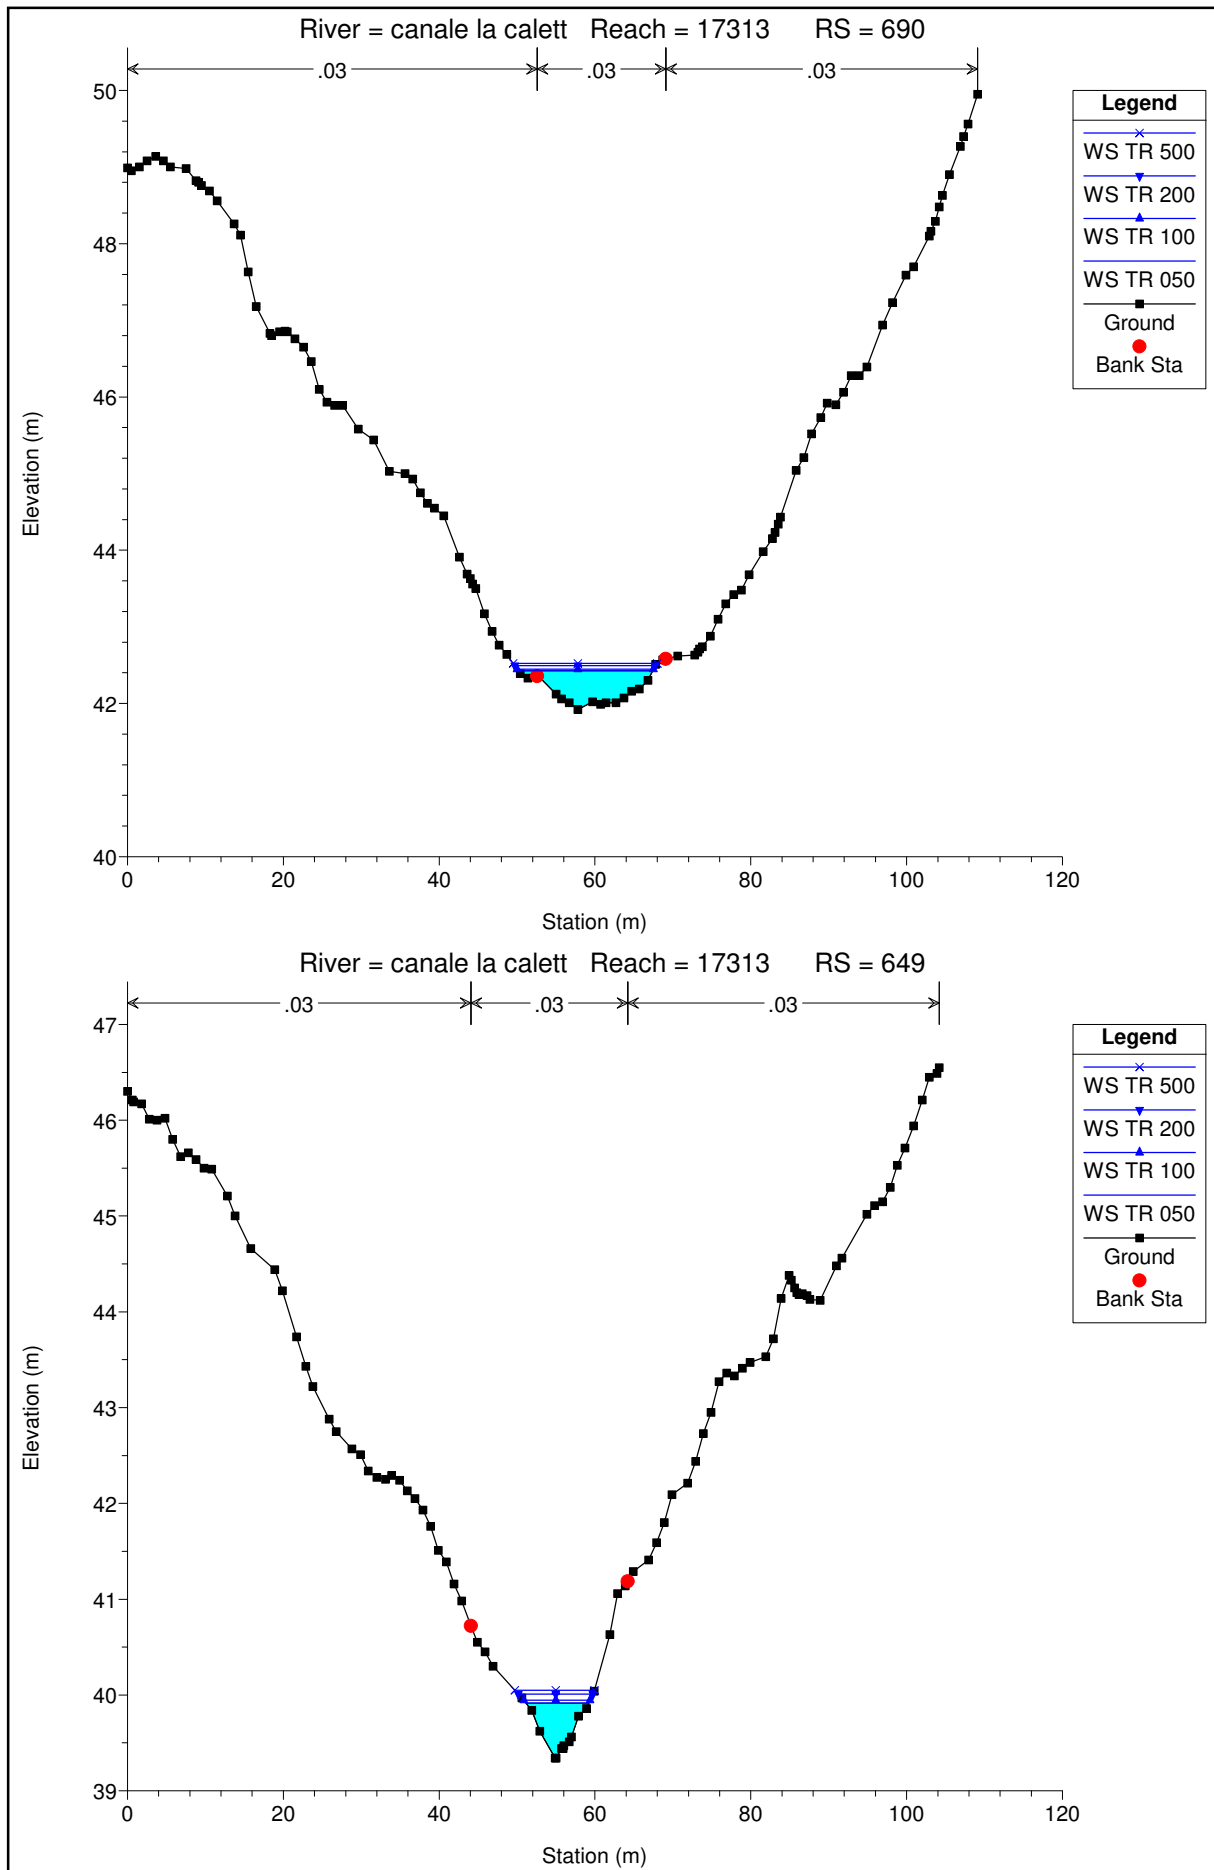 River = canale la calett Reach = 17313 RS = 690
.03 .03 .03
50
48
46
44
42
40
Elevation (m)
0 20 40 60 80 100 120
Station (m)
Legend
WS TR 500
WS TR 200
WS TR 100
WS TR 050
Ground
Bank Sta
River = canale la calett Reach = 17313 RS = 649
.03 .03 .03
47
46
45
44
43
42
41
40
39
Elevation (m)
0 20 40 60 80 100 120
Station (m)
Legend
WS TR 500
WS TR 200
WS TR 100
WS TR 050
Ground
Bank Sta